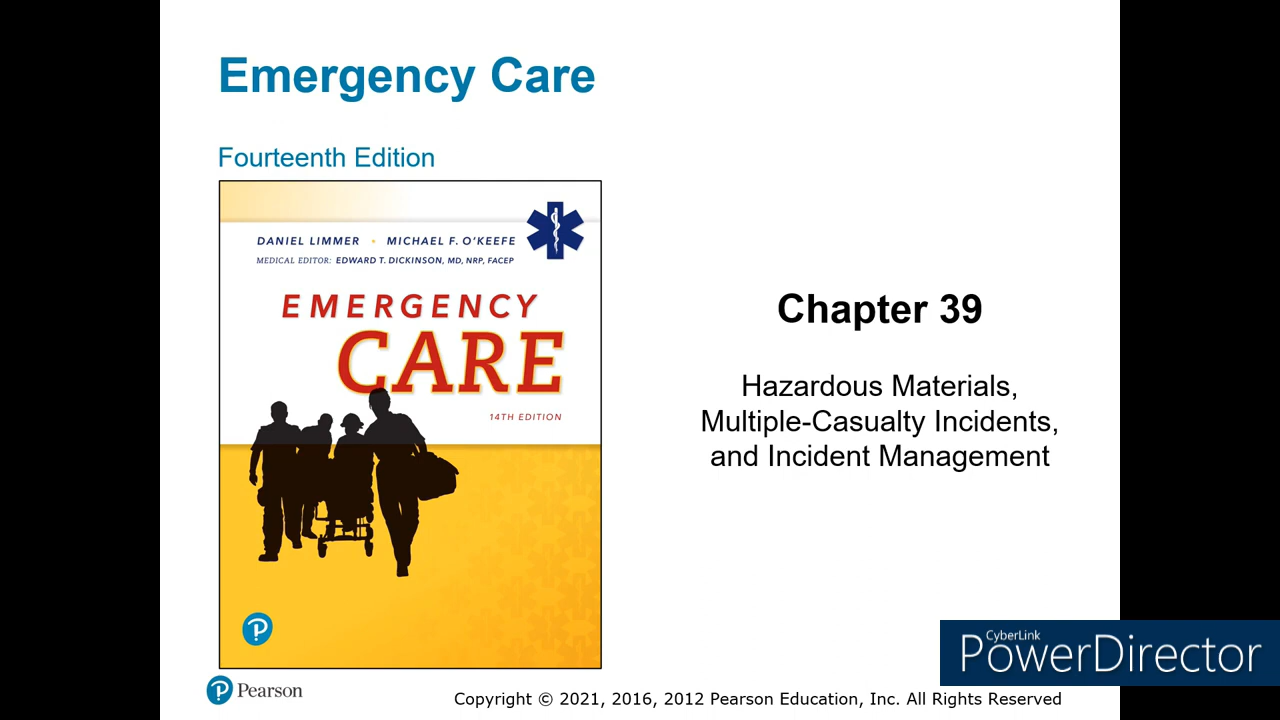 Emergency Care
Fourteenth Edition
DANIEL LIMMER • MICHAEL F. O'KEEFE
MEDICAL EDITOR: EDWARD T. DICKINSON, MD, NRP, FACEP
EMERGENCY
CARE
14TH EDITION
P
Pearson
Chapter 39
Hazardous Materials,
Multiple-Casualty Incidents,
and Incident Management
Copyright © 2021, 2016, 2012 Pearson Education, Inc. All Rights Reserved
CyberLink
PowerDirector